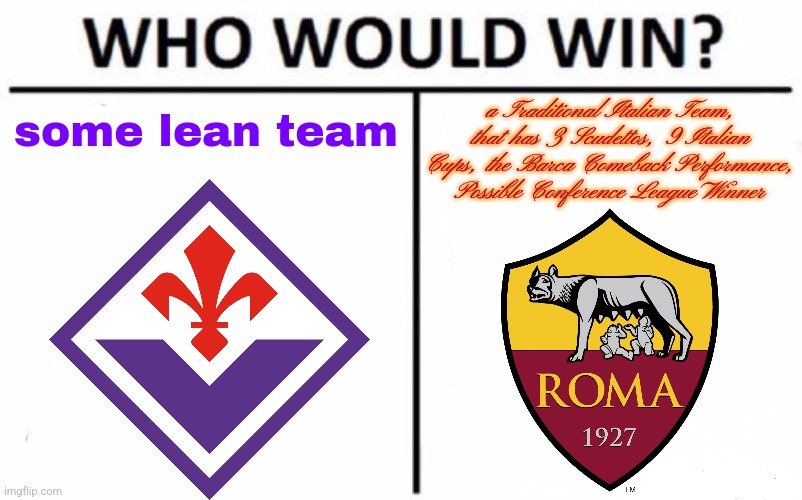 WHO WOULD WIN?
some lean team
a Traditional Italian Team,
that has 3 Scudettos, 9 Italian
Cups, the Barca Comeback Performance,
Possible Conference League Winner
ROMA
1927
TM
imgflip.com